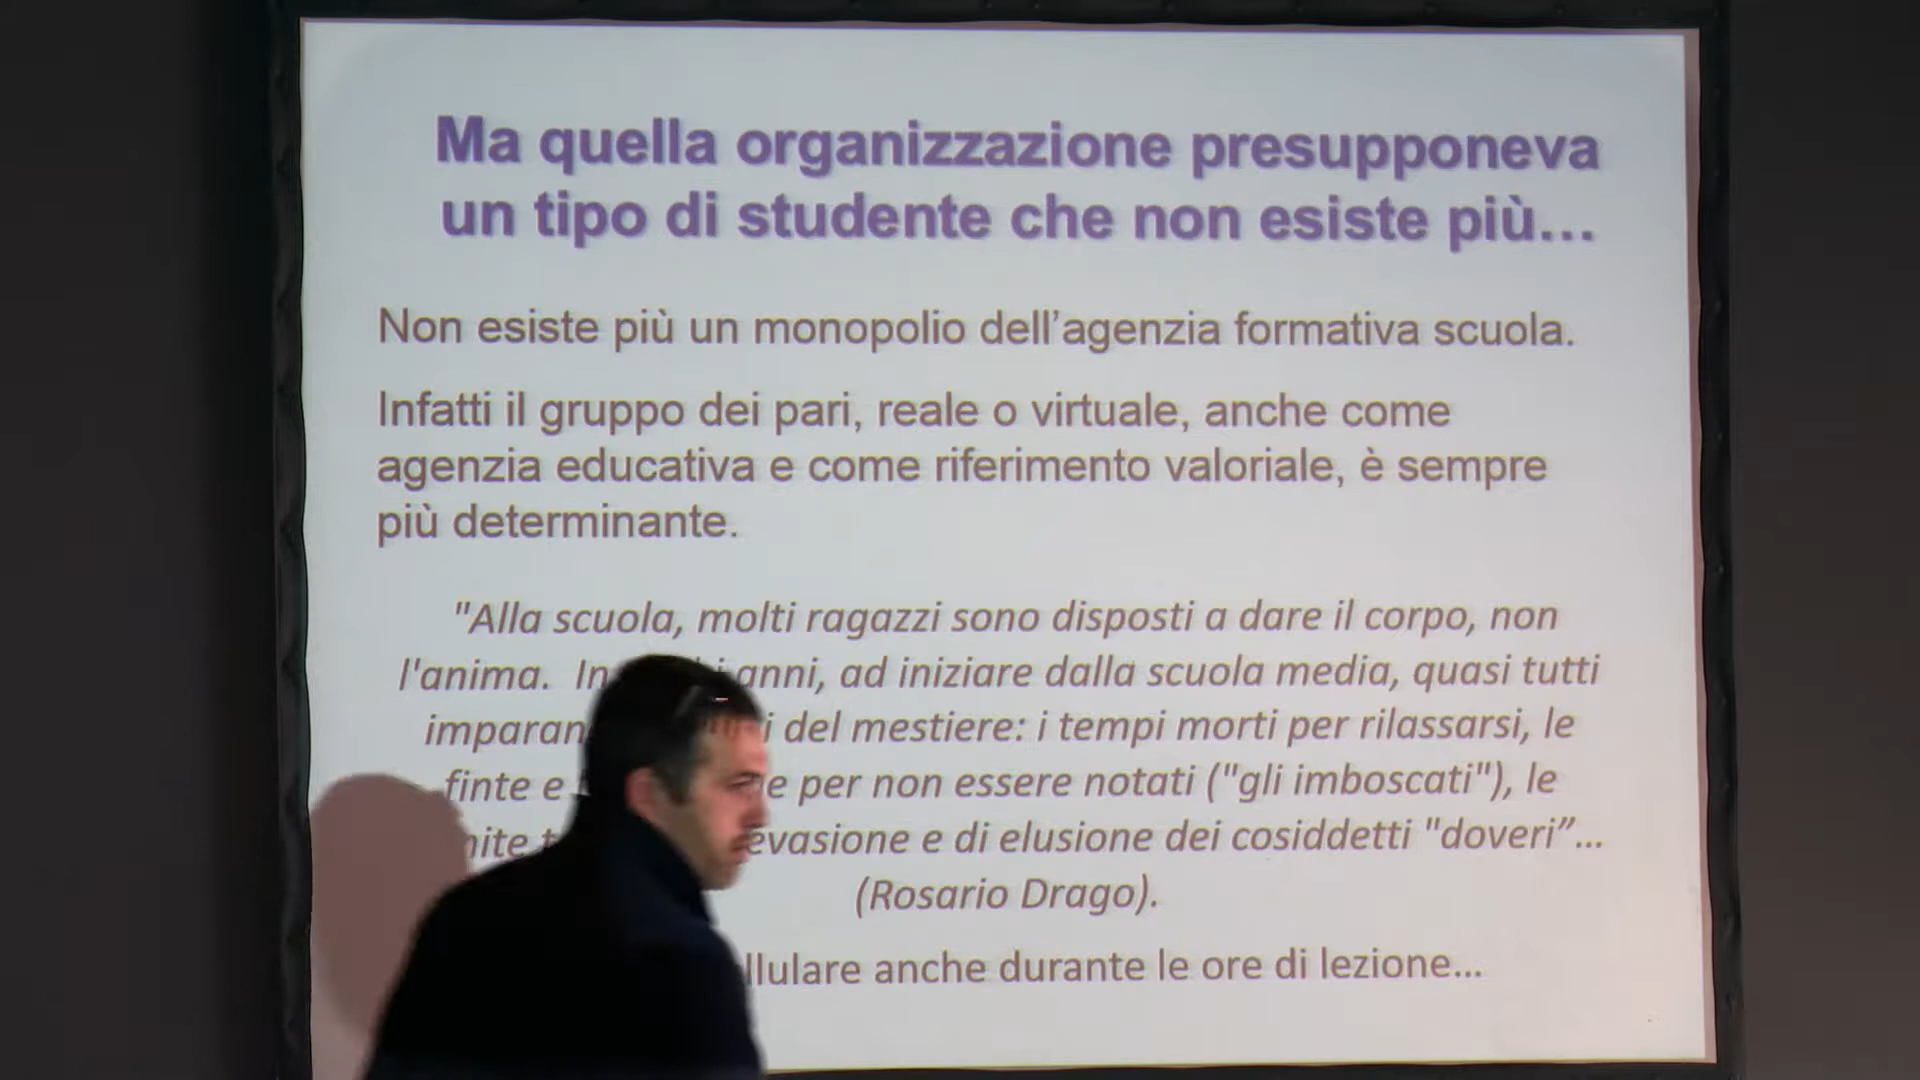 Ma quella organizzazione presupponeva
un tipo di studente che non esiste più...
Non esiste più un monopolio dell'agenzia formativa scuola.
Infatti il gruppo dei pari, reale o virtuale, anche come
agenzia educativa e come riferimento valoriale, è sempre
più determinante.
"Alla scuola, molti ragazzi sono disposti a dare il corpo, non
l'anima. anni, ad iniziare dalla scuola media, quasi tutti
del mestiere: i tempi morti per rilassarsi, le
finte e per non essere notati ("gli imboscati"), le
evasione e di elusione dei cosiddetti "doveri”...
(Rosario Drago).
anche durante le ore di lezione...